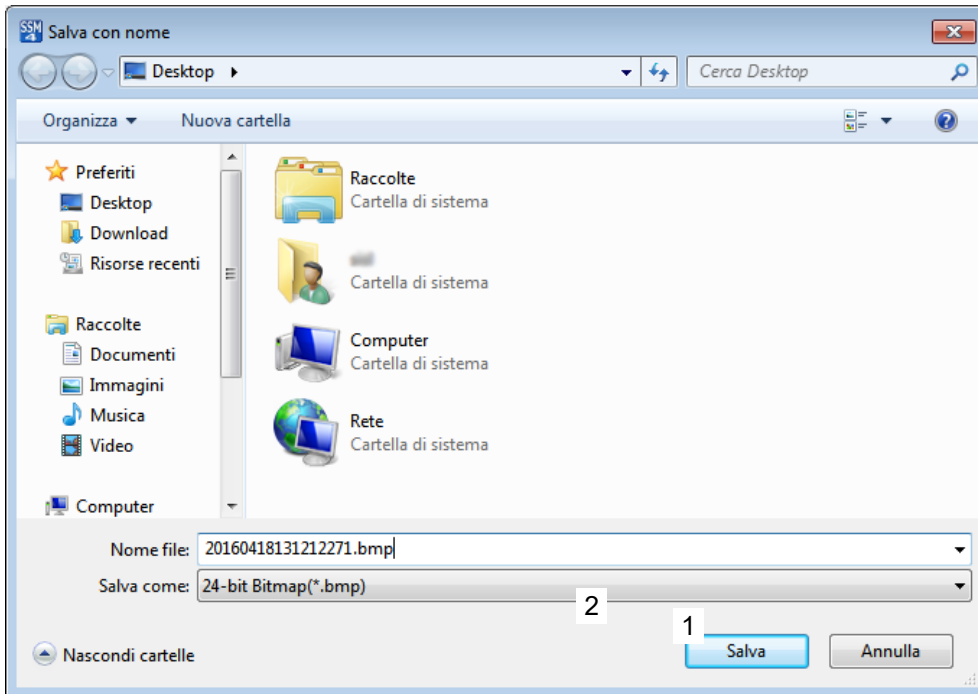 SSM 4 Salva con nome
Desktop Cerca Desktop
Organizza Nuova cartella
Preferiti
Desktop
Download
Risorse recenti
Raccolte
Documenti
Immagini
Musica
Video
Computer
Raccolte
Cartella di sistema
Cartella di sistema
Computer
Cartella di sistema
Rete
Cartella di sistema
Nome file: 20160418131212271.bmp
Salva come: 24-bit Bitmap(*.bmp)
2
1
Nascondi cartelle Salva Annulla